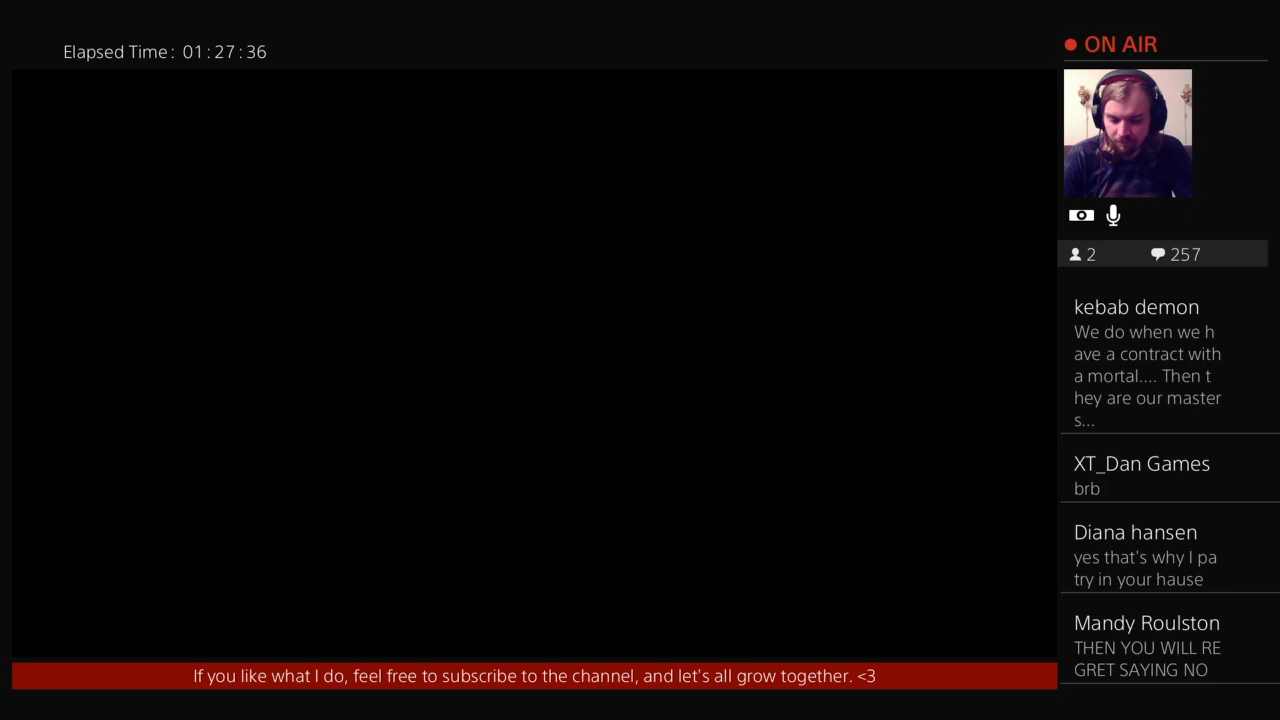 Elapsed Time: 01:27:36
ON AIR
2 257
kebab demon
We do when we h
ave a contract with
a mortal.... Then t
hey are our master
s...
XT_Dan Games
brb
Diana hansen
yes that's why I pa
try in your hause
Mandy Roulston
THEN YOU WILL RE
GRET SAYING NO
If you like what I do, feel free to subscribe to the channel, and let's all grow together. <3